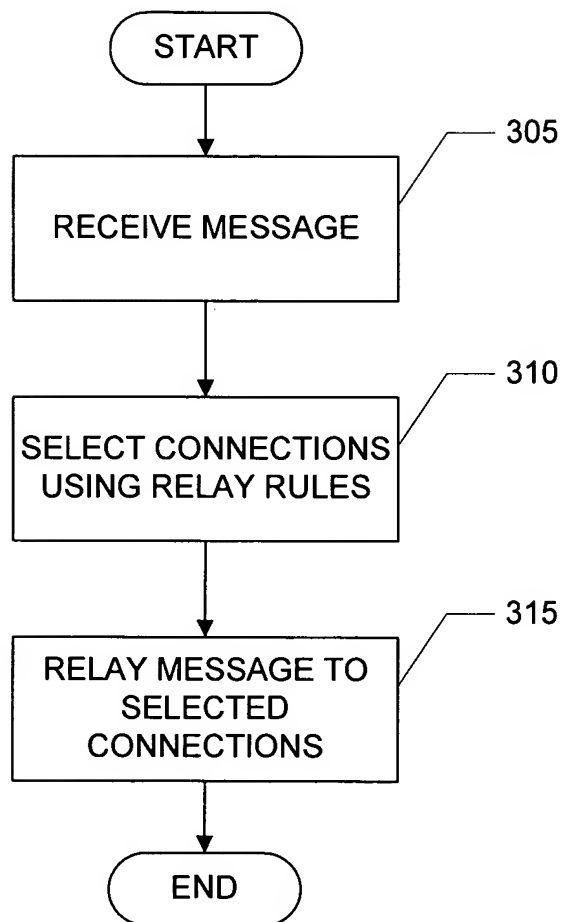 START
305
RECEIVE MESSAGE
310
SELECT CONNECTIONS
USING RELAY RULES
315
RELAY MESSAGE TO
SELECTED
CONNECTIONS
END